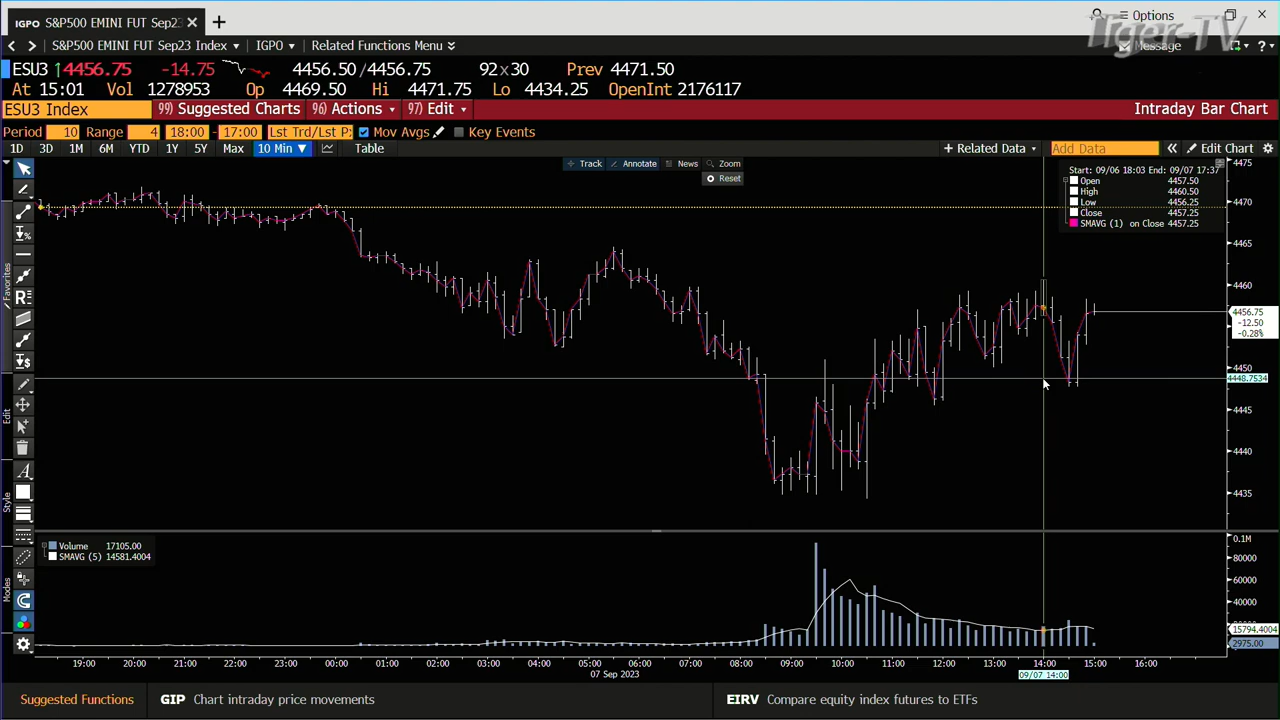 IGPO S&P500 EMINI FUT Sep23
Options
Tiger-TV
S&P500 EMINI FUT Sep23 Index IGPO Related Functions Menu
Message
ESU3 4456.75 -14.75 4456.50/4456.75 92x30 Prev 4471.50
At 15:01 Vol 1278953 Op 4469.50 Hi 4471.75 Lo 4434.25 OpenInt 2176117
ESU3 Index 99) Suggested Charts 96) Actions 97) Edit Intraday Bar Chart
Period 10 Range 4 18:00 - 17:00 Lst Trd/Lst P: Mov Avgs Key Events
1D 3D 1M 6M YTD 1Y 5Y Max 10 Min ▼ Table + Related Data Add Data « Edit Chart
Track Annotate News Zoom
Reset
Start: 09/06 18:03 End: 09/07 17:37
Open 4457.50
High 4460.50
Low 4456.25
Close 4457.25
SMAVG (1) on Close 4457.25
4475
4470
4465
4460
4456.75
-12.50
-0.28%
4450
4448.7534
4445
4440
4435
Favorites
Edit
Style
Modes
Volume 17105.00
SMAVG (5) 14581.4004
0.1M
80000
60000
40000
15794.4004
2975.00
19:00 20:00 21:00 22:00 23:00 00:00 01:00 02:00 03:00 04:00 05:00 06:00 07:00 08:00 09:00 10:00 11:00 12:00 13:00 14:00 15:00 16:00
07 Sep 2023
09/07 14:00
Suggested Functions GIP Chart intraday price movements EIRV Compare equity index futures to ETFs